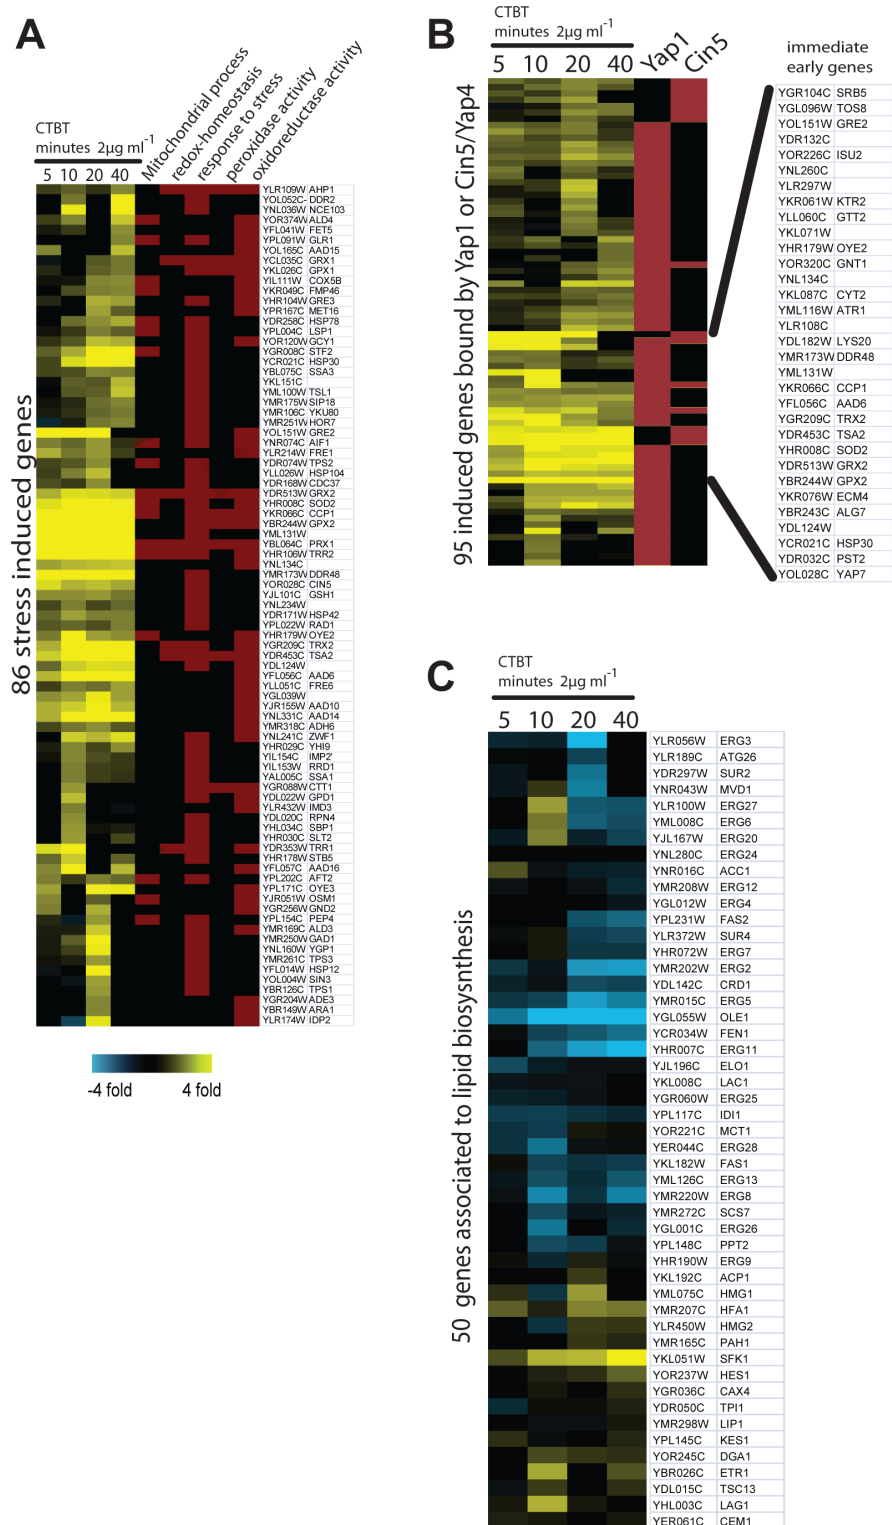 A
CTBT
minutes 2µg ml-1
5 10 20 40
Mitochondrial process
redox-homeostasis
response to stress
peroxidase activity
oxidoreductase activity
86 stress induced genes
YLR109W AHP1
YOL052C- DDR2
YNL036W NCE103
YOR374W ALD4
YFL041W FET5
YPL091W GLR1
YOL165C AAD15
YCL035C GRX1
YKL026C GPX1
YIL111W COX5B
YKR049C FMP46
YHR104W GRE3
YPR167C MET16
YDR258C HSP78
YPL004C LSP1
YOR120W GCY1
YGR008C STF2
YCR021C HSP30
YBL075C SSA3
YKL151C
YML100W TSL1
YMR175W SIP18
YMR106C YKU80
YMR251W HOR7
YOL151W GRE2
YNR074C AIF1
YLR214W FRE1
YDR074W TPS2
YLL026W HSP104
YDR168W CDC37
YDR513W GRX2
YHR008C SOD2
YKR066C CCP1
YBR244W GPX2
YML131W
YBL064C PRX1
YHR106W TRR2
YNL134C
YMR173W DDR48
YOR028C CIN5
YJL101C GSH1
YNL234W
YDR171W HSP42
YPL022W RAD1
YHR179W OYE2
YGR209C TRX2
YDR453C TSA2
YDL124W
YFL056C AAD6
YLL051C FRE6
YGL039W
YJR155W AAD10
YNL331C AAD14
YMR318C ADH6
YNL241C ZWF1
YHR029C YHI9
YIL154C IMP2'
YIL153W RRD1
YAL005C SSA1
YGR088W CTT1
YDL022W GPD1
YLR432W IMD3
YDL020C RPN4
YHL034C SBP1
YHR030C SLT2
YDR353W TRR1
YHR178W STB5
YFL057C AAD16
YPL202C AFT2
YPL171C OYE3
YJR051W OSM1
YGR256W GND2
YPL154C PEP4
YMR169C ALD3
YMR250W GAD1
YNL160W YGP1
YMR261C TPS3
YFL014W HSP12
YOL004W SIN3
YBR126C TPS1
YGR204W ADE3
YBR149W ARA1
YLR174W IDP2
-4 fold 4 fold
B
CTBT
minutes 2µg ml-1
5 10 20 40 Yap1 Cin5
95 induced genes bound by Yap1 or Cin5/Yap4
immediate
early genes
YGR104C SRB5
YGL096W TOS8
YOL151W GRE2
YDR132C
YOR226C ISU2
YNL260C
YLR297W
YKR061W KTR2
YLL060C GTT2
YKL071W
YHR179W OYE2
YOR320C GNT1
YNL134C
YKL087C CYT2
YML116W ATR1
YLR108C
YDL182W LYS20
YMR173W DDR48
YML131W
YKR066C CCP1
YFL056C AAD6
YGR209C TRX2
YDR453C TSA2
YHR008C SOD2
YDR513W GRX2
YBR244W GPX2
YKR076W ECM4
YBR243C ALG7
YDL124W
YCR021C HSP30
YDR032C PST2
YOL028C YAP7
C
CTBT
minutes 2µg ml-1
5 10 20 40
50 genes associated to lipid biosynthesis
YLR056W ERG3
YLR189C ATG26
YDR297W SUR2
YNR043W MVD1
YLR100W ERG27
YML008C ERG6
YJL167W ERG20
YNL280C ERG24
YNR016C ACC1
YMR208W ERG12
YGL012W ERG4
YPL231W FAS2
YLR372W SUR4
YHR072W ERG7
YMR202W ERG2
YDL142C CRD1
YMR015C ERG5
YGL055W OLE1
YCR034W FEN1
YHR007C ERG11
YJL196C ELO1
YKL008C LAC1
YGR060W ERG25
YPL117C IDI1
YOR221C MCT1
YER044C ERG28
YKL182W FAS1
YML126C ERG13
YMR220W ERG8
YMR272C SCS7
YGL001C ERG26
YPL148C PPT2
YHR190W ERG9
YKL192C ACP1
YML075C HMG1
YMR207C HFA1
YLR450W HMG2
YMR165C PAH1
YKL051W SFK1
YOR237W HES1
YGR036C CAX4
YDR050C TPI1
YMR298W LIP1
YPL145C KES1
YOR245C DGA1
YBR026C ETR1
YDL015C TSC13
YHL003C LAG1
YER061C CEM1